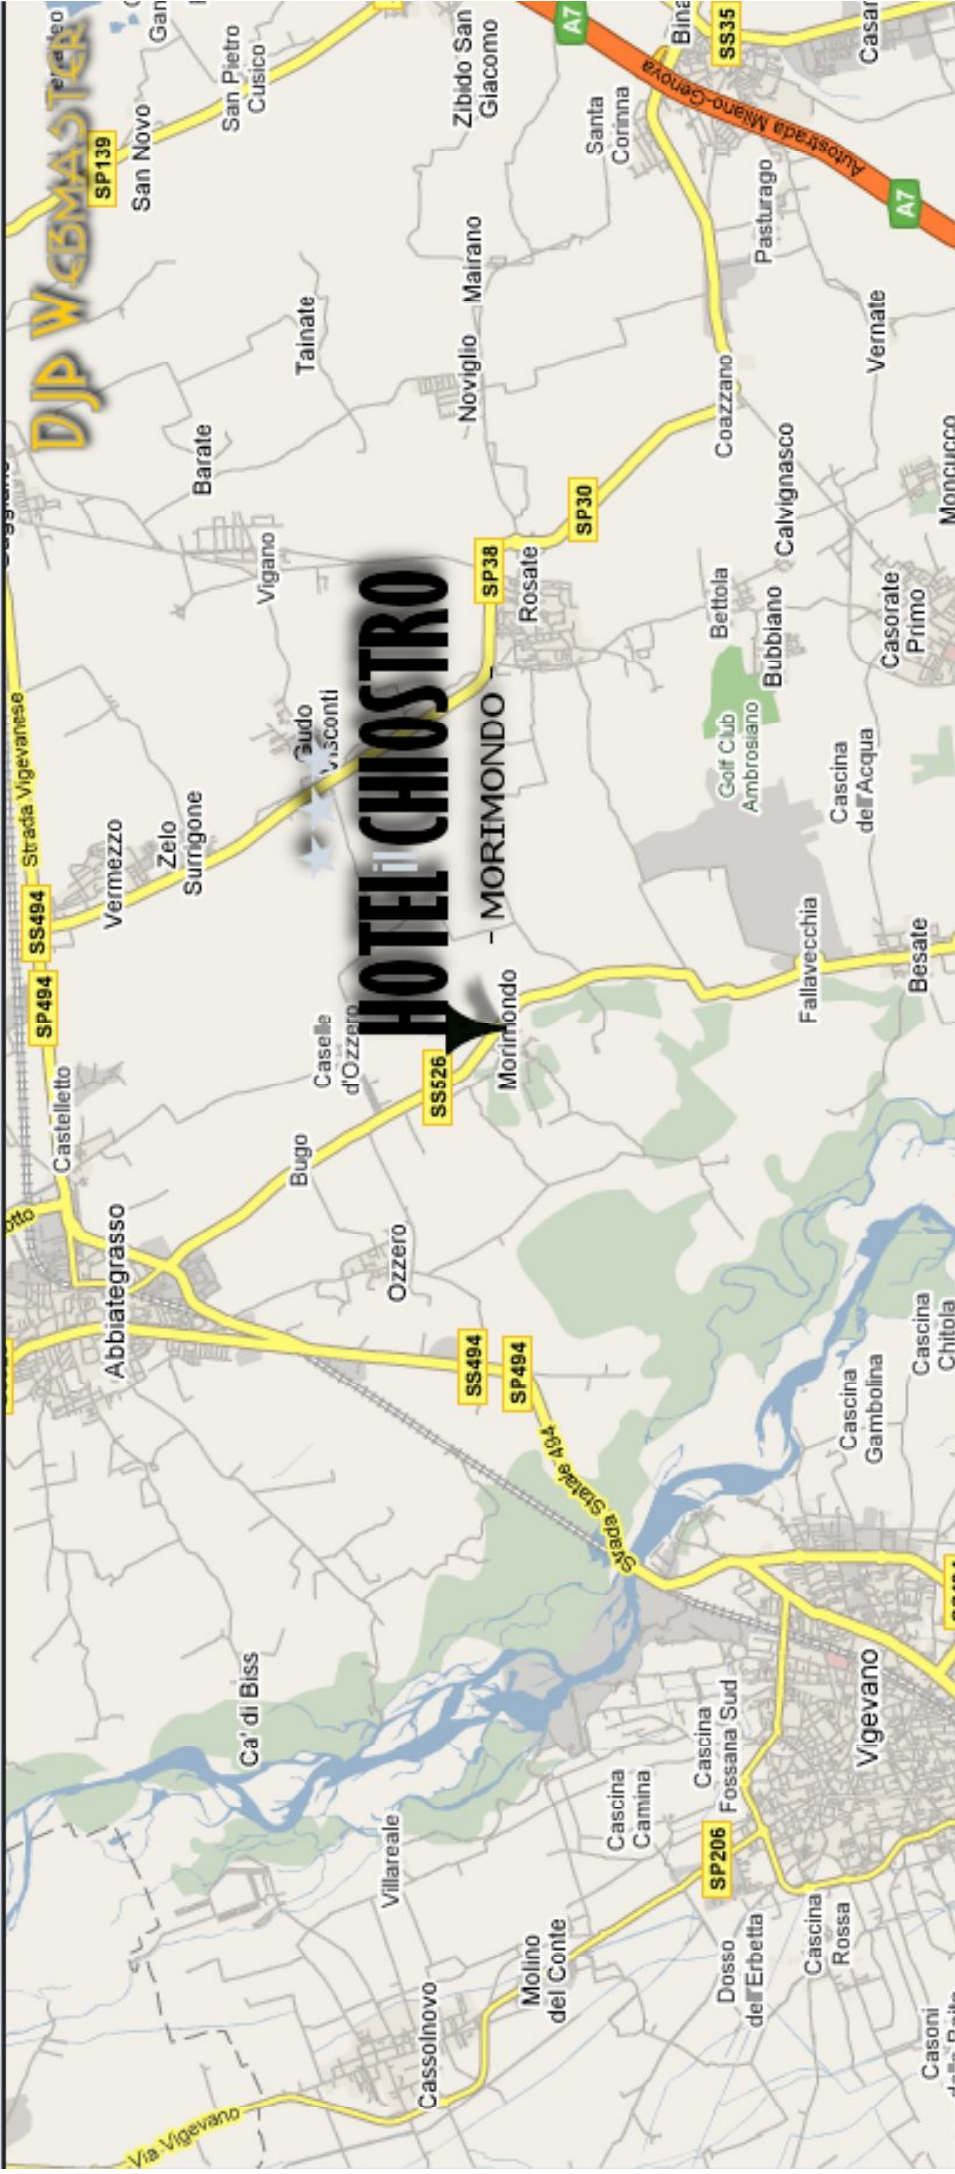 Via Vigevano
Ca' di Biss
Abbiategrasso
Castelletto
SP494
SS494
Strada Vigevanese
Vermezzo
Zelo
Surrigone
DJP WEBMASTER
SP139
San Novo
San Pietro
Cusico
Barate
Vigano
Tainate
Gudo
Visconti
Bugo
Caselle
d'Ozzero
HOTEL il CHIOSTRO
- MORIMONDO -
Cassolnovo
Villareale
Ozzero
SS526
Morimondo
SS494
SP494
Strada Statale 494
SP38
Rosate
Noviglio
Mairano
Zibido San
Giacomo
Molino
del Conte
SP30
A7
Santa
Corinna
Autostrada Milano-Genova
SS35
Cascina
Camina
Cascina
Fossana Sud
SP206
Golf Club
Ambrosiano
Bettola
Bubbiano
Coazzano
Calvignasco
Pasturago
Dosso
dell'Erbetta
Cascina
Rossa
Vigevano
Cascina
Gambolina
Fallavecchia
Cascina
dell'Acqua
Vernate
A7
Cascina
Chitola
Besate
Casorate
Primo
Moncucco
Casoni